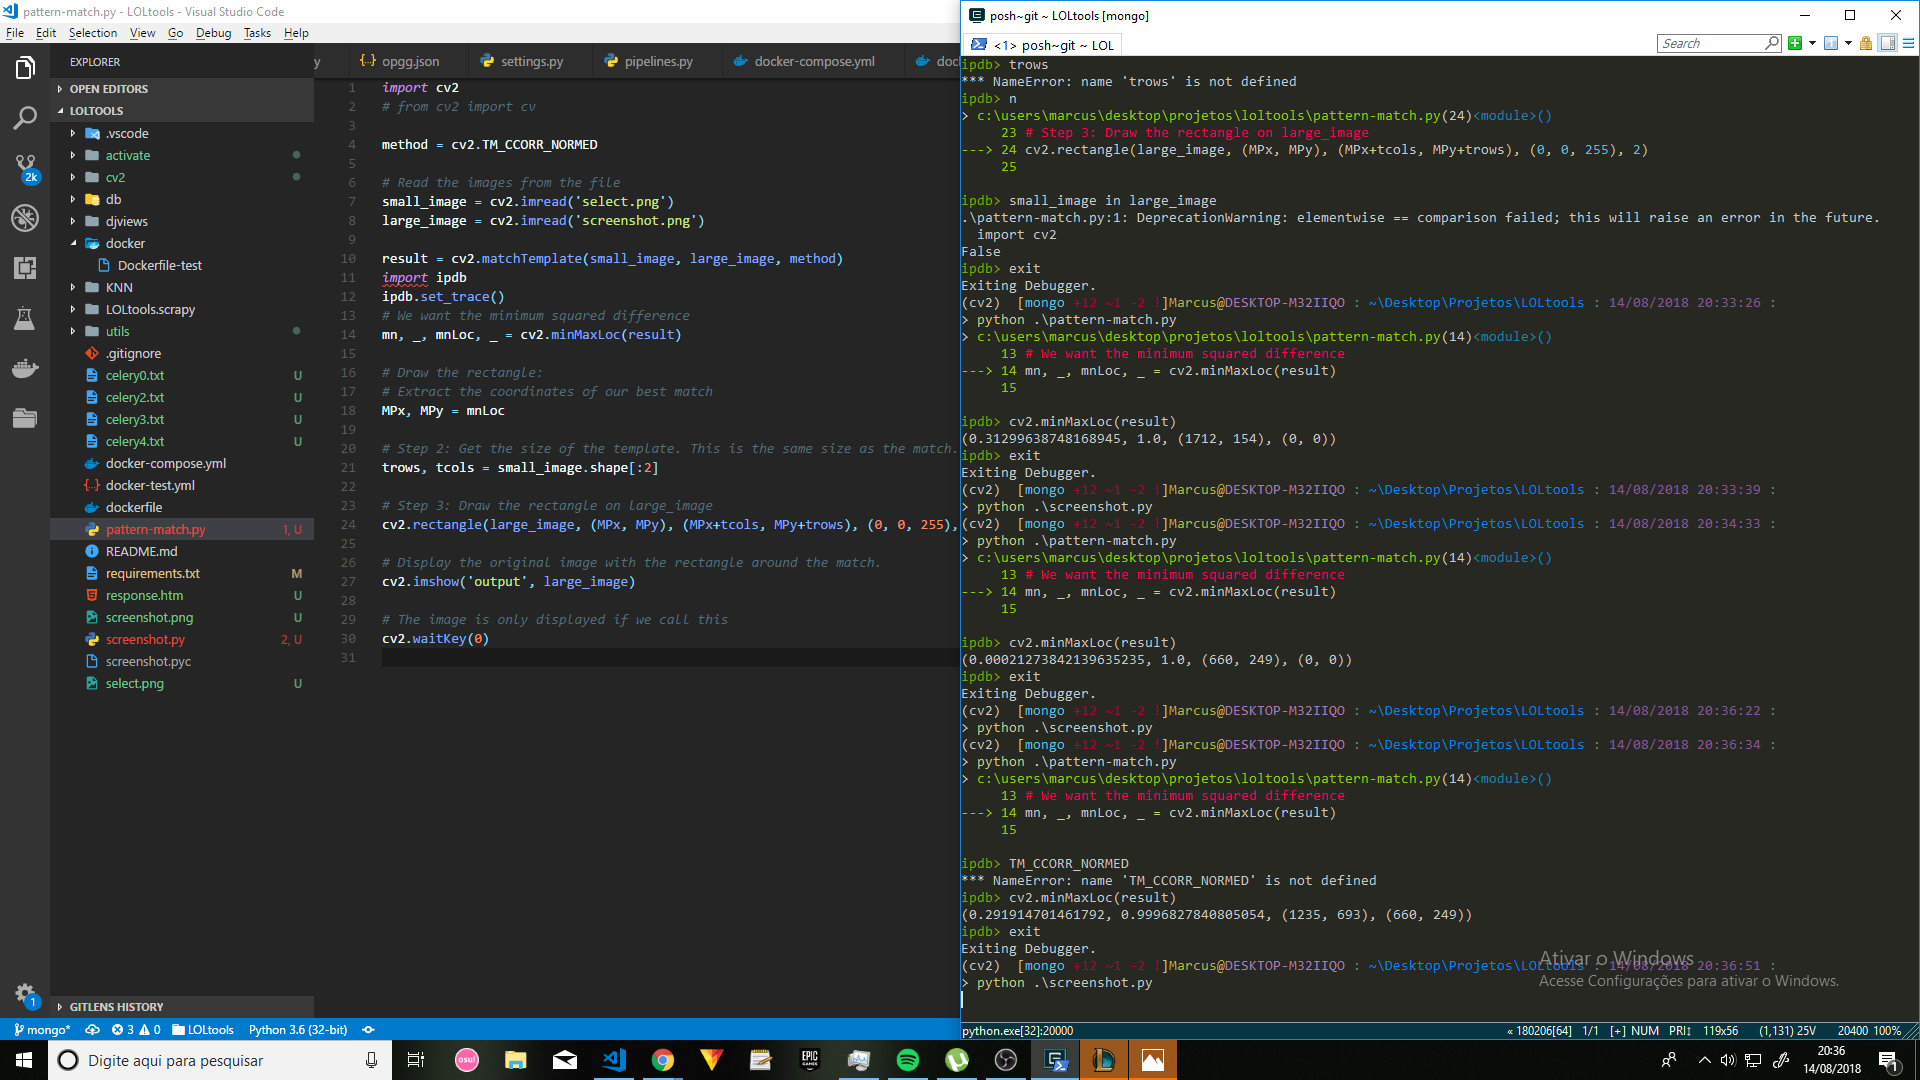 pattern-match.py - LOLtools - Visual Studio Code
File Edit Selection View Go Debug Tasks Help
EXPLORER
OPEN EDITORS
LOLTOOLS
.vscode
activate
cv2
db
djviews
docker
Dockerfile-test
KNN
LOLtools.scrapy
utils
.gitignore
celery0.txt U
celery2.txt U
celery3.txt U
celery4.txt U
docker-compose.yml
docker-test.yml
dockerfile
pattern-match.py 1, U
README.md
requirements.txt M
response.htm U
screenshot.png U
screenshot.py 2, U
screenshot.pyc
select.png U
GITLENS HISTORY
2k
1
y opgg.json settings.py pipelines.py docker-compose.yml doc
1 import cv2
2 # from cv2 import cv
3
4 method = cv2.TM_CCORR_NORMED
5
6 # Read the images from the file
7 small_image = cv2.imread('select.png')
8 large_image = cv2.imread('screenshot.png')
9
10 result = cv2.matchTemplate(small_image, large_image, method)
11 import ipdb
12 ipdb.set_trace()
13 # We want the minimum squared difference
14 mn, _, mnLoc, _ = cv2.minMaxLoc(result)
15
16 # Draw the rectangle:
17 # Extract the coordinates of our best match
18 MPx, MPy = mnLoc
19
20 # Step 2: Get the size of the template. This is the same size as the match.
21 trows, tcols = small_image.shape[:2]
22
23 # Step 3: Draw the rectangle on large_image
24 cv2.rectangle(large_image, (MPx, MPy), (MPx+tcols, MPy+trows), (0, 0, 255),
25
26 # Display the original image with the rectangle around the match.
27 cv2.imshow('output', large_image)
28
29 # The image is only displayed if we call this
30 cv2.waitKey(0)
31
mongo* 3 0 LOLtools Python 3.6 (32-bit)
posh~git ~ LOLtools [mongo]
<1> posh~git ~ LOL
Search
ipdb> trows
*** NameError: name 'trows' is not defined
ipdb> n
> c:\users\marcus\desktop\projetos\loltools\pattern-match.py(24)<module>()
23 # Step 3: Draw the rectangle on large_image
---> 24 cv2.rectangle(large_image, (MPx, MPy), (MPx+tcols, MPy+trows), (0, 0, 255), 2)
25
ipdb> small_image in large_image
.\pattern-match.py:1: DeprecationWarning: elementwise == comparison failed; this will raise an error in the future.
import cv2
False
ipdb> exit
Exiting Debugger.
(cv2) [mongo +12 ~1 -2 !]Marcus@DESKTOP-M32IIQO : ~\Desktop\Projetos\LOLtools : 14/08/2018 20:33:26 :
> python .\pattern-match.py
> c:\users\marcus\desktop\projetos\loltools\pattern-match.py(14)<module>()
13 # We want the minimum squared difference
---> 14 mn, _, mnLoc, _ = cv2.minMaxLoc(result)
15
ipdb> cv2.minMaxLoc(result)
(0.31299638748168945, 1.0, (1712, 154), (0, 0))
ipdb> exit
Exiting Debugger.
(cv2) [mongo +12 ~1 -2 !]Marcus@DESKTOP-M32IIQO : ~\Desktop\Projetos\LOLtools : 14/08/2018 20:33:39 :
> python .\screenshot.py
(cv2) [mongo +12 ~1 -2 !]Marcus@DESKTOP-M32IIQO : ~\Desktop\Projetos\LOLtools : 14/08/2018 20:34:33 :
> python .\pattern-match.py
> c:\users\marcus\desktop\projetos\loltools\pattern-match.py(14)<module>()
13 # We want the minimum squared difference
---> 14 mn, _, mnLoc, _ = cv2.minMaxLoc(result)
15
ipdb> cv2.minMaxLoc(result)
(0.00021273842139635235, 1.0, (660, 249), (0, 0))
ipdb> exit
Exiting Debugger.
(cv2) [mongo +12 ~1 -2 !]Marcus@DESKTOP-M32IIQO : ~\Desktop\Projetos\LOLtools : 14/08/2018 20:36:22 :
> python .\screenshot.py
(cv2) [mongo +12 ~1 -2 !]Marcus@DESKTOP-M32IIQO : ~\Desktop\Projetos\LOLtools : 14/08/2018 20:36:34 :
> python .\pattern-match.py
> c:\users\marcus\desktop\projetos\loltools\pattern-match.py(14)<module>()
13 # We want the minimum squared difference
---> 14 mn, _, mnLoc, _ = cv2.minMaxLoc(result)
15
ipdb> TM_CCORR_NORMED
*** NameError: name 'TM_CCORR_NORMED' is not defined
ipdb> cv2.minMaxLoc(result)
(0.291914701461792, 0.9996827840805054, (1235, 693), (660, 249))
ipdb> exit
Exiting Debugger.
(cv2) [mongo +12 ~1 -2 !]Marcus@DESKTOP-M32IIQO : ~\Desktop\Projetos\LOLtools : 14/08/2018 20:36:51 :
> python .\screenshot.py
Ativar o Windows
Acesse Configurações para ativar o Windows.
python.exe[32]:20000 « 180206[64] 1/1 [+] NUM PRI↕ 119x56 (1,131) 25V 20400 100%
Digite aqui para pesquisar
osu!
EPIC GAMES
20:36
14/08/2018
1